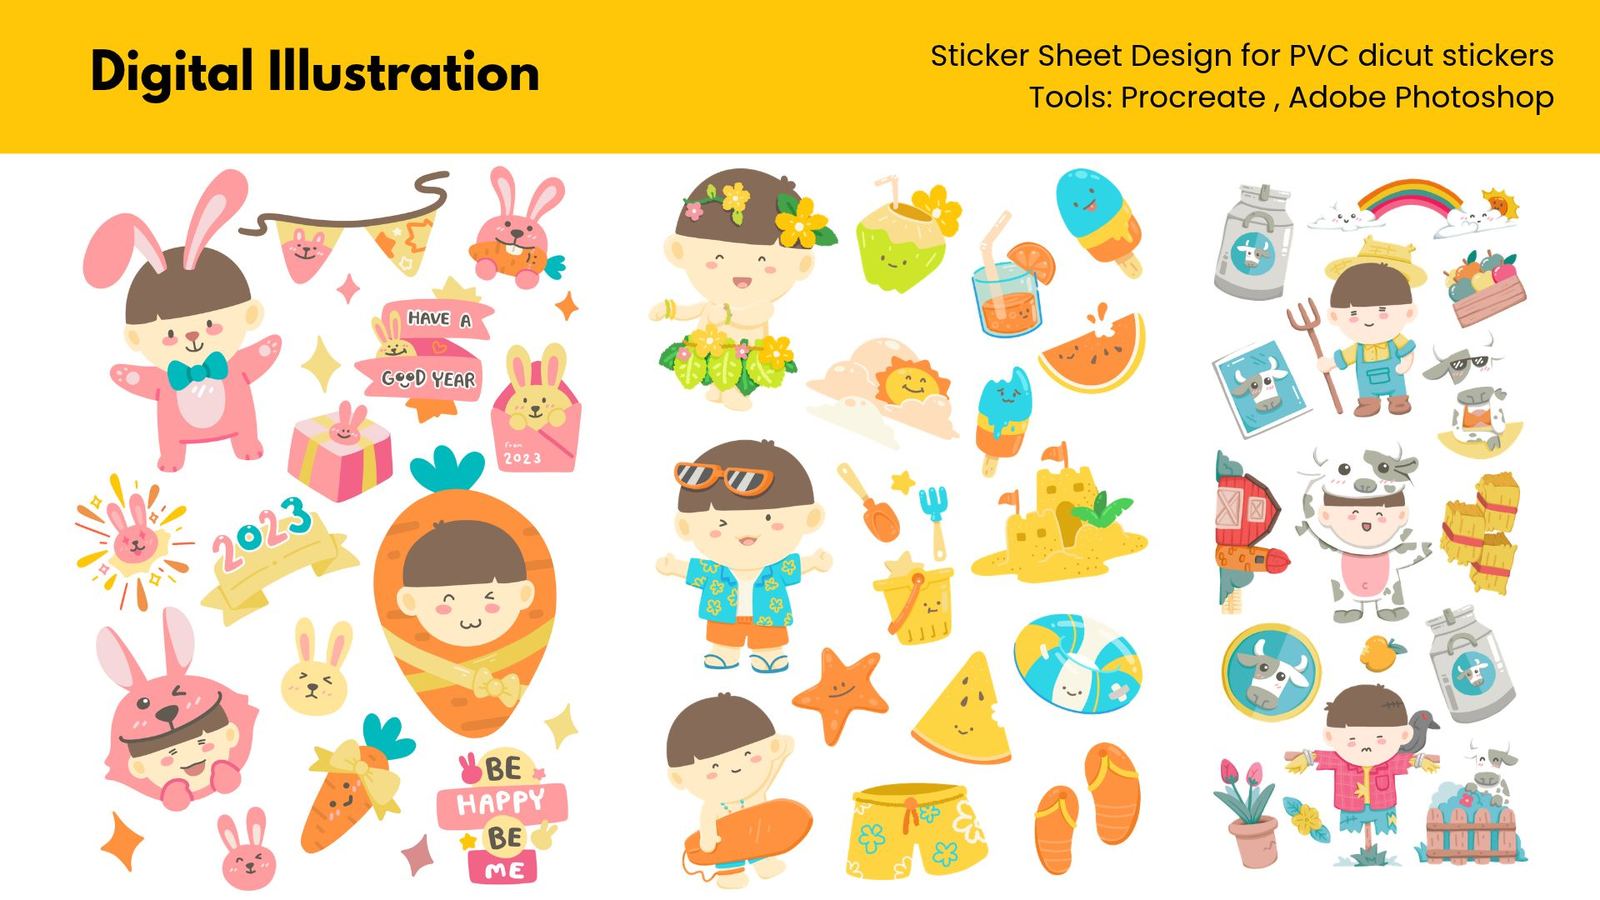 Digital Illustration
Sticker Sheet Design for PVC dicut stickers
Tools: Procreate , Adobe Photoshop
HAVE A
GOOD YEAR
From
2023
2023
BE
HAPPY
BE
ME